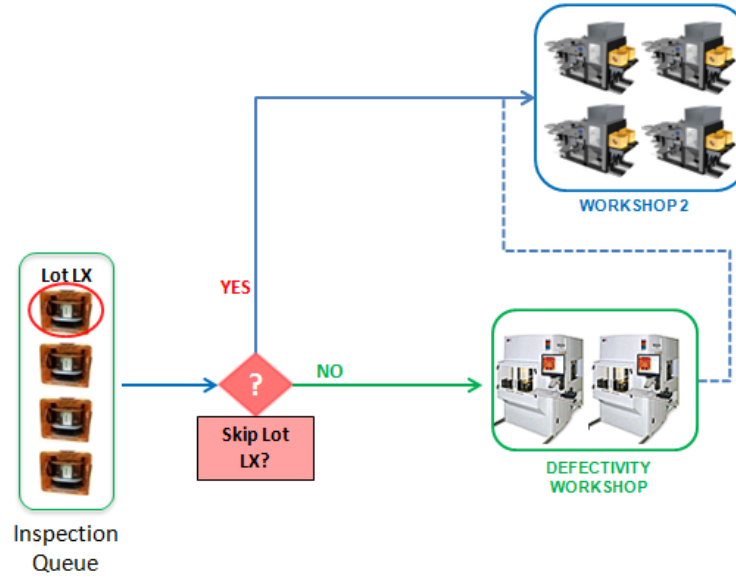 WORKSHOP 2
Lot LX
YES
NO
?
Skip Lot
LX?
DEFECTIVITY
WORKSHOP
Inspection
Queue